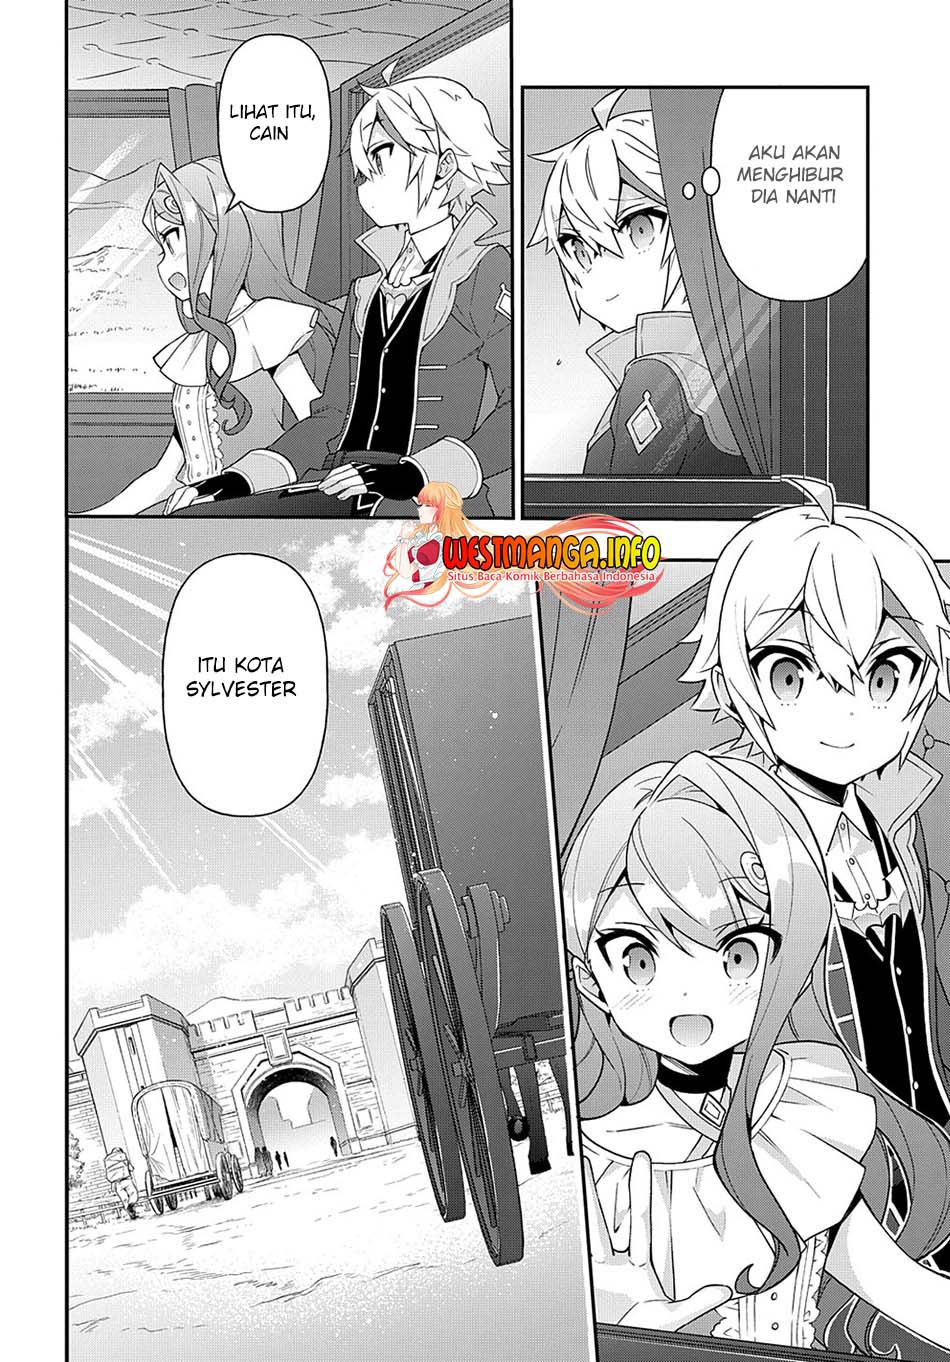 AKU AKAN
MENGHIBUR
DIA NANTI
LIHAT ITU,
CAIN
WESTMANGA.INFO
Situs Baca Komik Berbahasa Indonesia
ITU KOTA
SYLVESTER